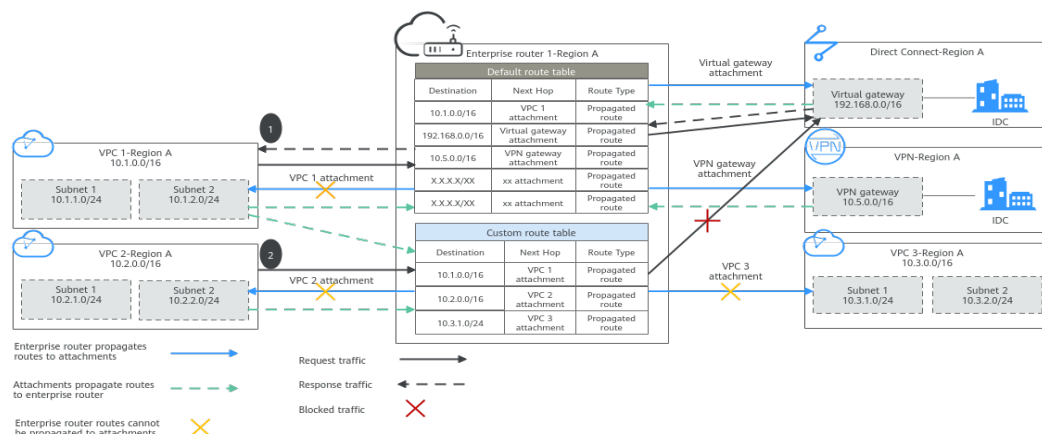 Enterprise router 1-Region A
Default route table
Destination
Next Hop
Route Type
10.1.0.0/16
VPC 1
attachment
Propagated
route
192.168.0.0/16
Virtual gateway
attachment
Propagated
route
10.5.0.0/16
VPN gateway
attachment
Propagated
route
X.X.X.X/XX
xx attachment
Propagated
route
X.X.X.X/XX
xx attachment
Propagated
route
Custom route table
Destination
Next Hop
Route Type
10.1.0.0/16
VPC 1
attachment
Propagated
route
10.2.0.0/16
VPC 2
attachment
Propagated
route
10.3.1.0/24
VPC 3
attachment
Propagated
route
1
VPC 1-Region A
10.1.0.0/16
Subnet 1
10.1.1.0/24
Subnet 2
10.1.2.0/24
VPC 1 attachment
2
VPC 2-Region A
10.2.0.0/16
Subnet 1
10.2.1.0/24
Subnet 2
10.2.2.0/24
VPC 2 attachment
Virtual gateway
attachment
Direct Connect-Region A
Virtual gateway
192.168.0.0/16
IDC
VPN gateway
attachment
VPN
VPN-Region A
VPN gateway
10.5.0.0/16
IDC
VPC 3
attachment
VPC 3-Region A
10.3.0.0/16
Subnet 1
10.3.1.0/24
Subnet 2
10.3.2.0/24
Enterprise router propagates
routes to attachments
Attachments propagate routes
to enterprise router
Enterprise router routes cannot
be propagated to attachments
Request traffic
Response traffic
Blocked traffic